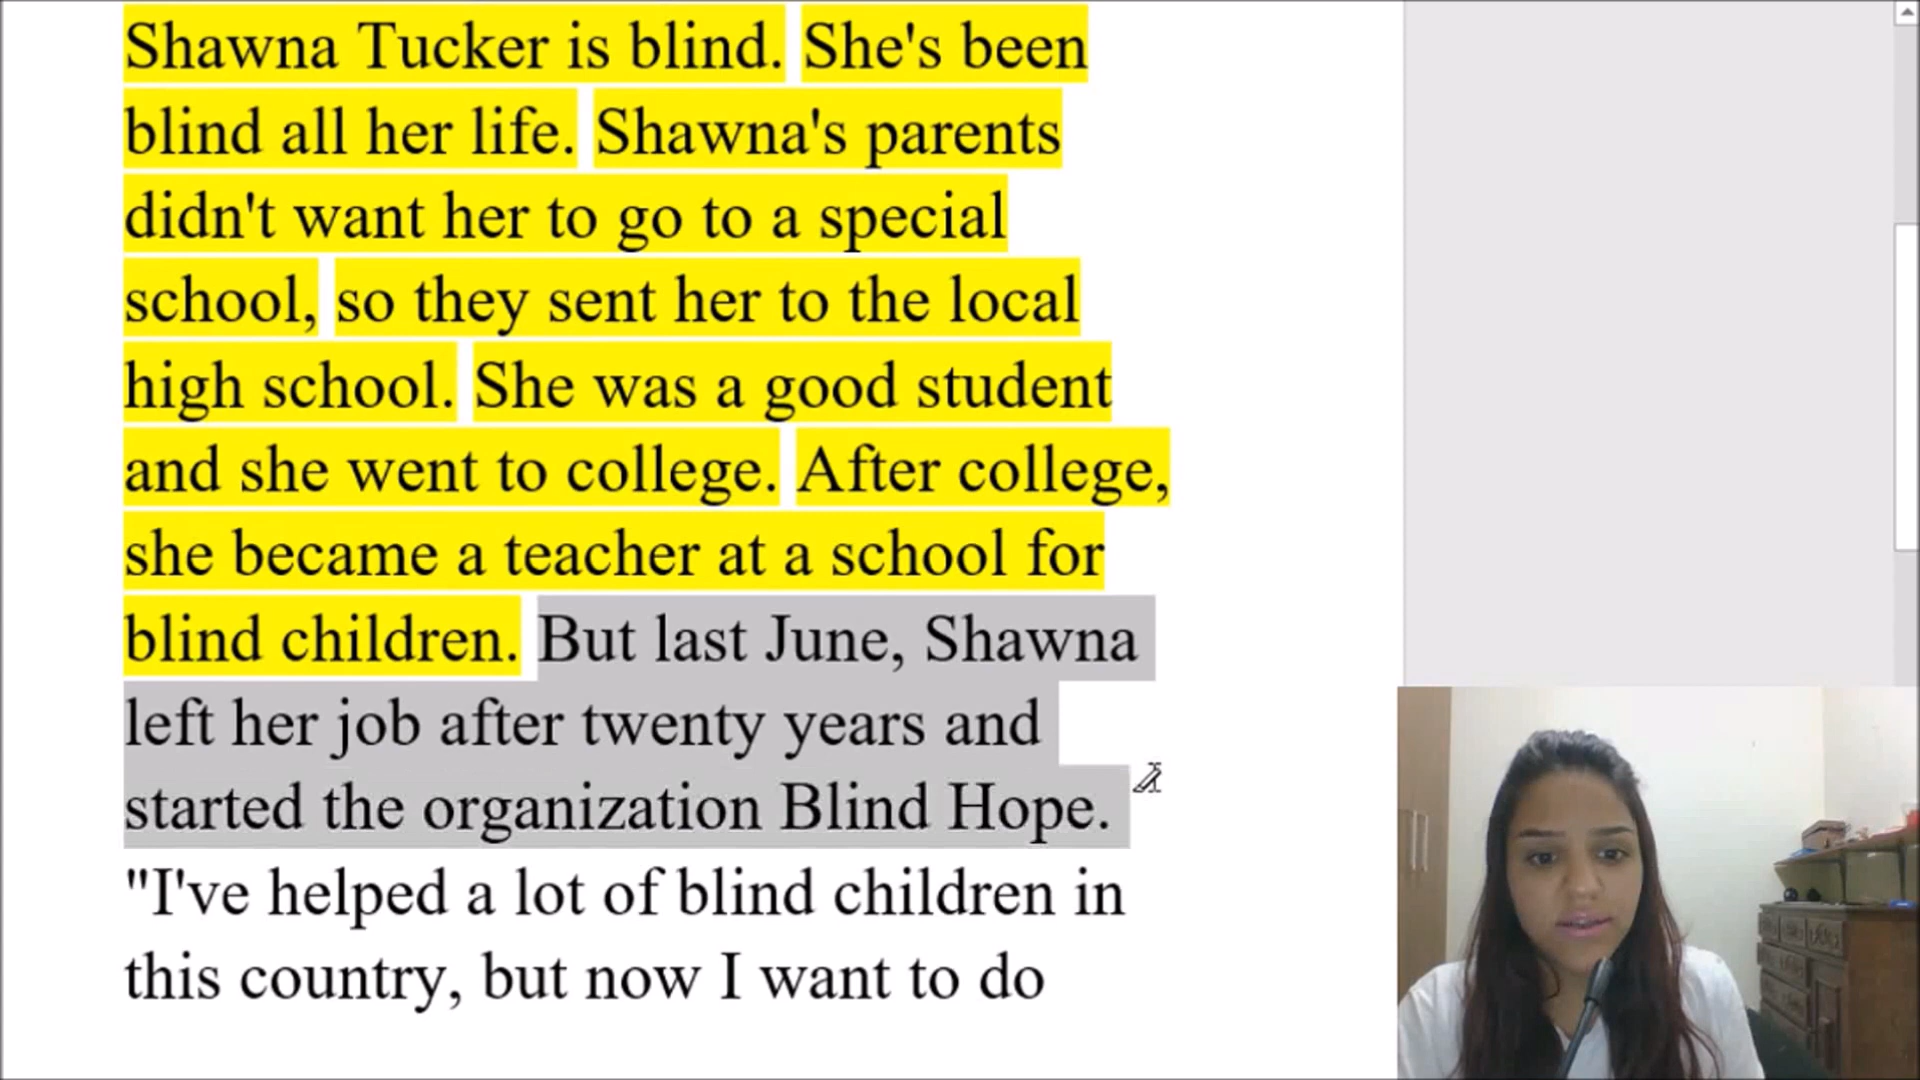 Shawna Tucker is blind. She's been
blind all her life. Shawna's parents
didn't want her to go to a special
school, so they sent her to the local
high school. She was a good student
and she went to college. After college,
she became a teacher at a school for
blind children. But last June, Shawna
left her job after twenty years and
started the organization Blind Hope.
"I've helped a lot of blind children in
this country, but now I want to do